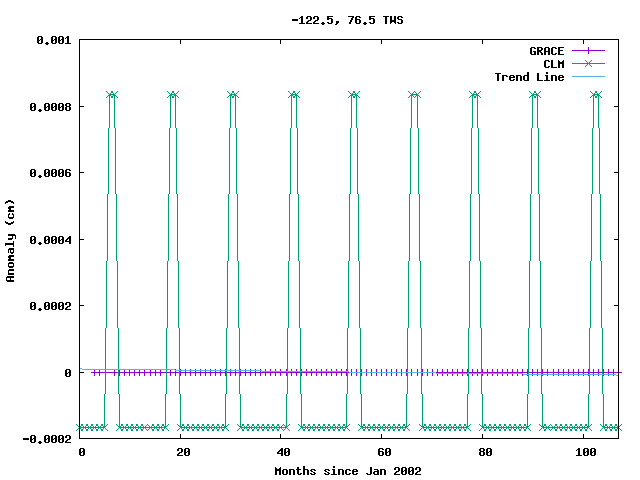 -122.5, 76.5 TWS
0.001
0.0008
0.0006
0.0004
0.0002
0
-0.0002
Anomaly (cm)
GRACE
CLM
Trend Line
0 20 40 60 80 100
Months since Jan 2002